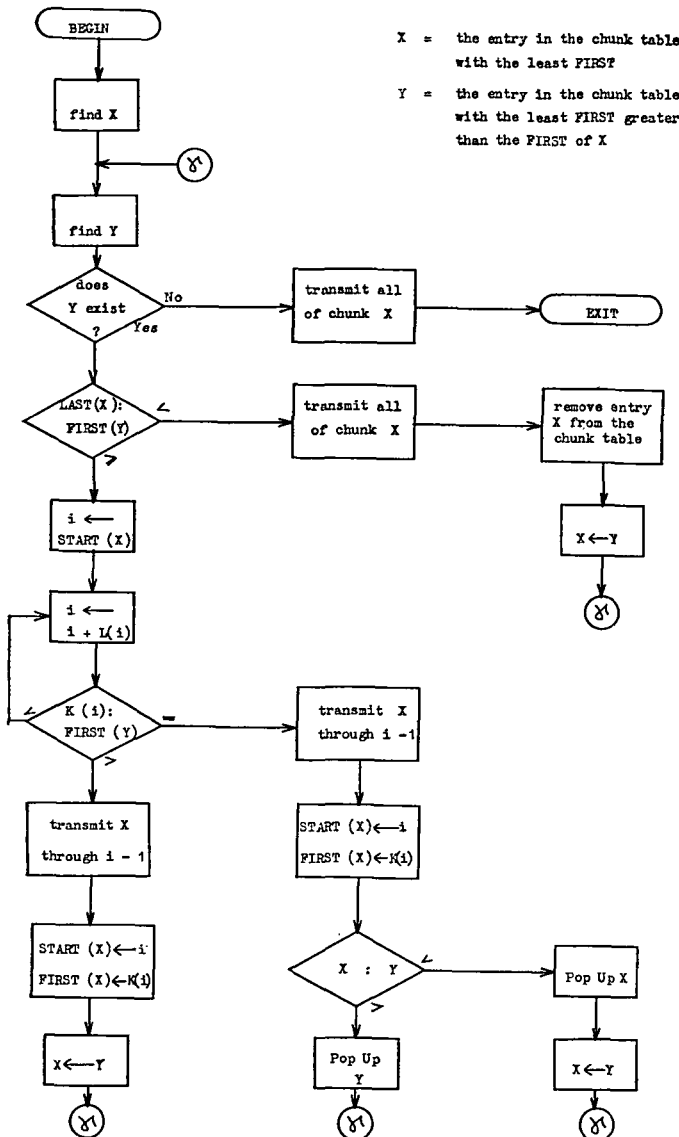 BEGIN
X = the entry in the chunk table
with the least FIRST
Y = the entry in the chunk table
with the least FIRST greater
than the FIRST of X
find X
γ
find Y
does
Y exist
?
No
Yes
transmit all
of chunk X
EXIT
LAST(X):
FIRST(Y)
<
>
transmit all
of chunk X
remove entry
X from the
chunk table
i ←
START (X)
X←Y
i ←
i + L(i)
γ
K (i):
FIRST (Y)
<
=
>
transmit X
through i -1
transmit X
through i - 1
START (X)←i
FIRST (X)←K(i)
START (X)←i
FIRST (X)←K(i)
X : Y
<
>
Pop Up X
X←Y
Pop Up
Y
X←Y
γ
γ
γ